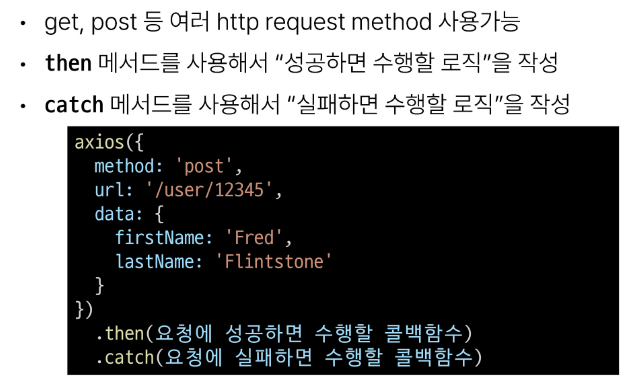 • get, post 등 여러 http request method 사용가능
• then 메서드를 사용해서 “성공하면 수행할 로직”을 작성
• catch 메서드를 사용해서 “실패하면 수행할 로직”을 작성
axios({
  method: 'post',
  url: '/user/12345',
  data: {
    firstName: 'Fred',
    lastName: 'Flintstone'
  }
})
  .then(요청에 성공하면 수행할 콜백함수)
  .catch(요청에 실패하면 수행할 콜백함수)